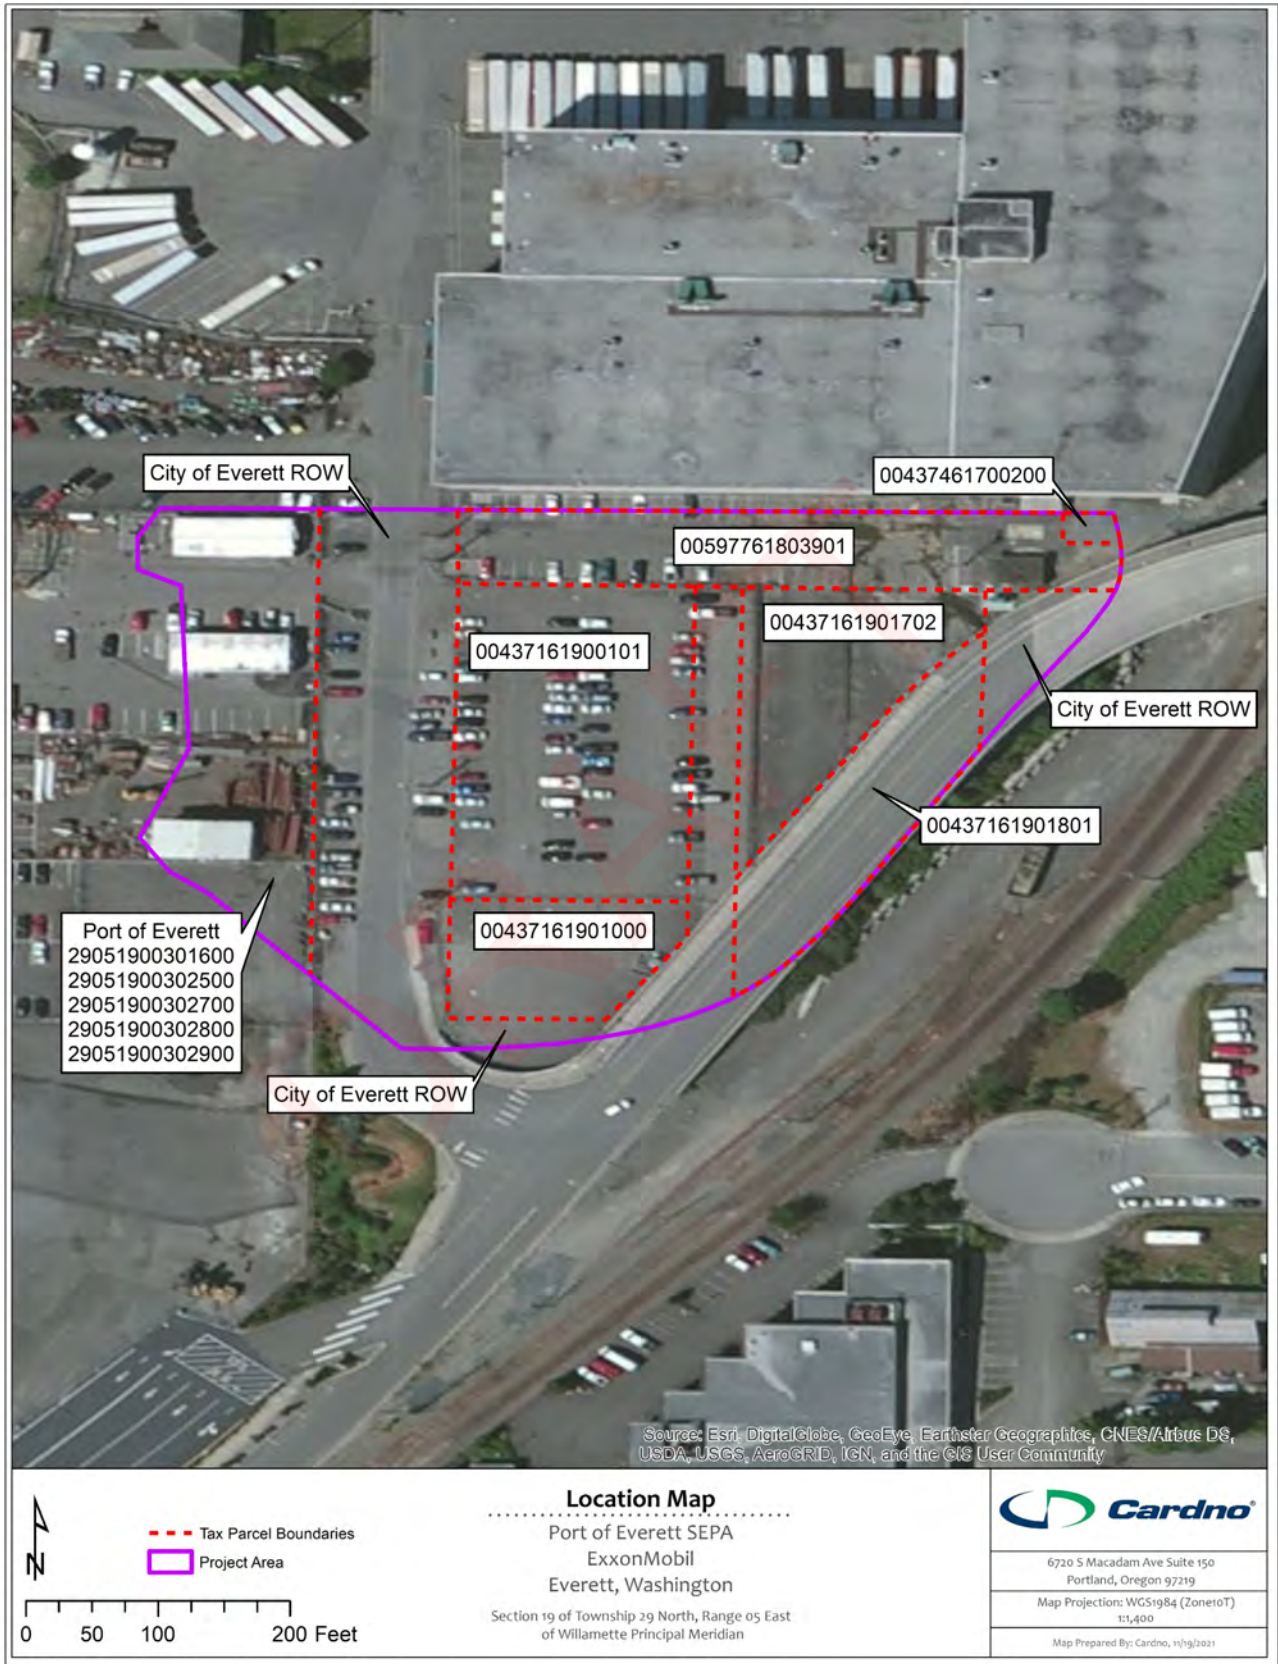 City of Everett ROW
00437461700200
00597761803901
00437161901702
00437161900101
City of Everett ROW
00437161901801
00437161901000
Port of Everett
29051900301600
29051900302500
29051900302700
29051900302800
29051900302900
City of Everett ROW
Source: Esri, DigitalGlobe, GeoEye, Earthstar Geographics, CNES/Airbus DS,
USDA, USGS, AeroGRID, IGN, and the GIS User Community
N
Tax Parcel Boundaries
Project Area
0 50 100 200 Feet
Location Map
Port of Everett SEPA
ExxonMobil
Everett, Washington
Section 19 of Township 29 North, Range 05 East
of Willamette Principal Meridian
Cardno®
6720 S Macadam Ave Suite 150
Portland, Oregon 97219
Map Projection: WGS1984 (Zone10T)
1:1,400
Map Prepared By: Cardno, 11/19/2021